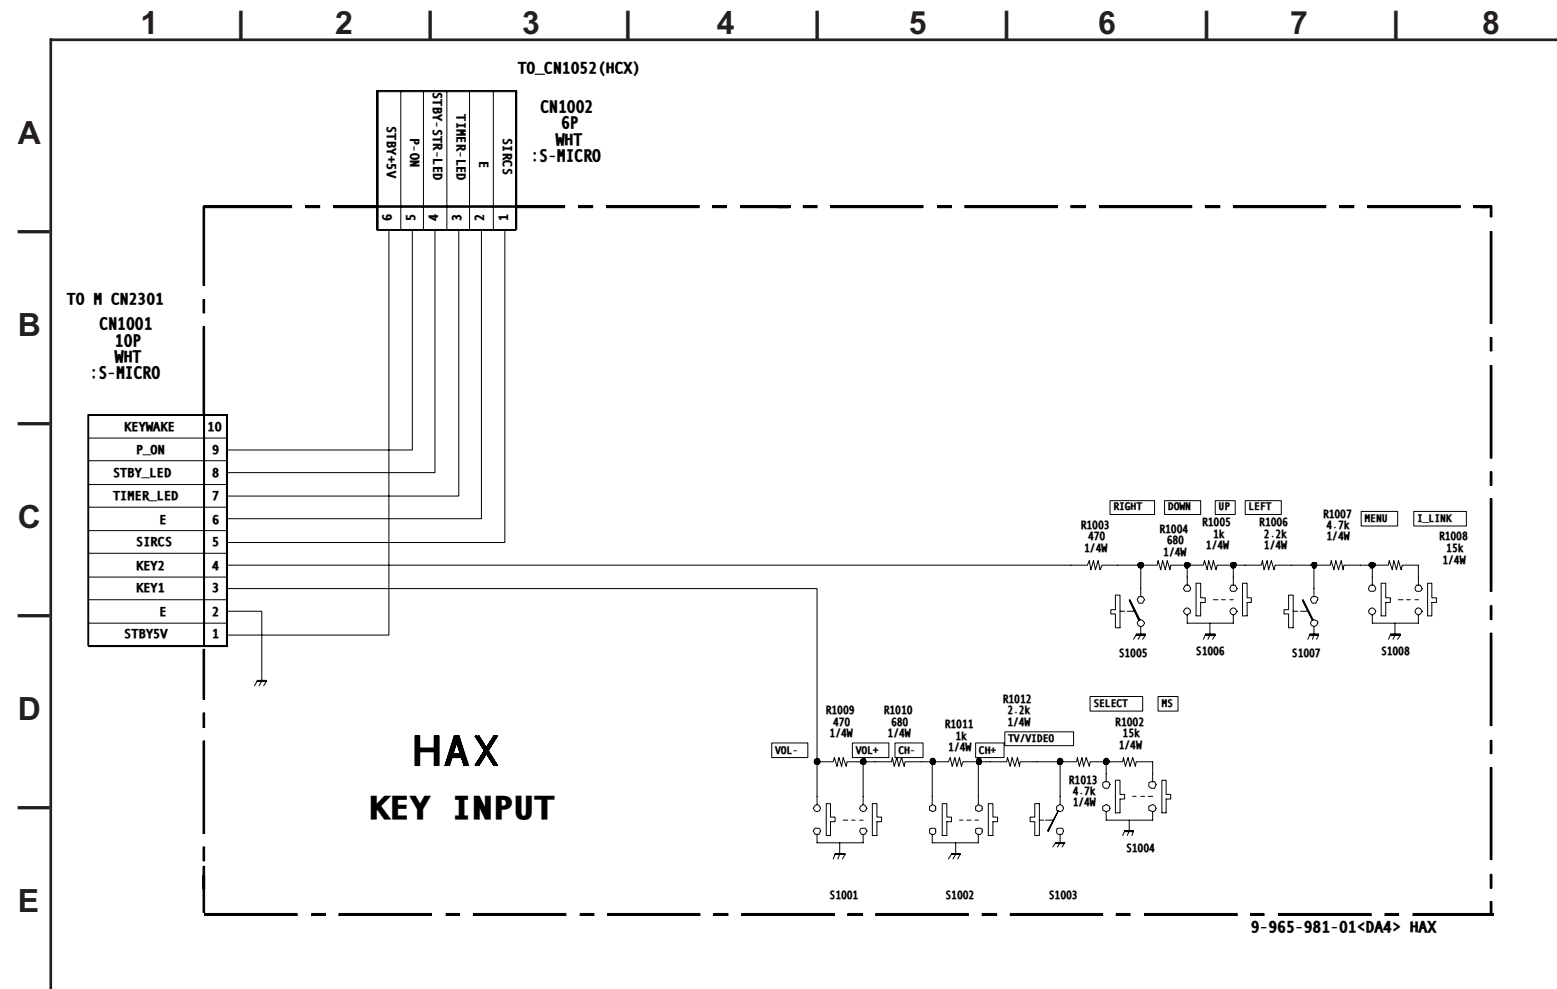 1 2 3 4 5 6 7 8
A
B
C
D
E
TO_CN1052(HCX)
CN1002
6P
WHT
:S-MICRO
STBY+5V
P-ON
STBY-STR-LED
TIMER-LED
E
SIRCS
6 5 4 3 2 1
TO M CN2301
CN1001
10P
WHT
:S-MICRO
KEYWAKE 10
P_ON 9
STBY_LED 8
TIMER_LED 7
E 6
SIRCS 5
KEY2 4
KEY1 3
E 2
STBY5V 1
RIGHT
DOWN
UP
LEFT
MENU
I_LINK
R1003
470
1/4W
R1004
680
1/4W
R1005
1k
1/4W
R1006
2.2k
1/4W
R1007
4.7k
1/4W
R1008
15k
1/4W
S1005
S1006
S1007
S1008
HAX
KEY INPUT
VOL-
R1009
470
1/4W
VOL+
R1010
680
1/4W
CH-
R1011
1k
1/4W
CH+
R1012
2.2k
1/4W
TV/VIDEO
SELECT
MS
R1002
15k
1/4W
R1013
4.7k
1/4W
S1004
S1001
S1002
S1003
9-965-981-01<DA4> HAX